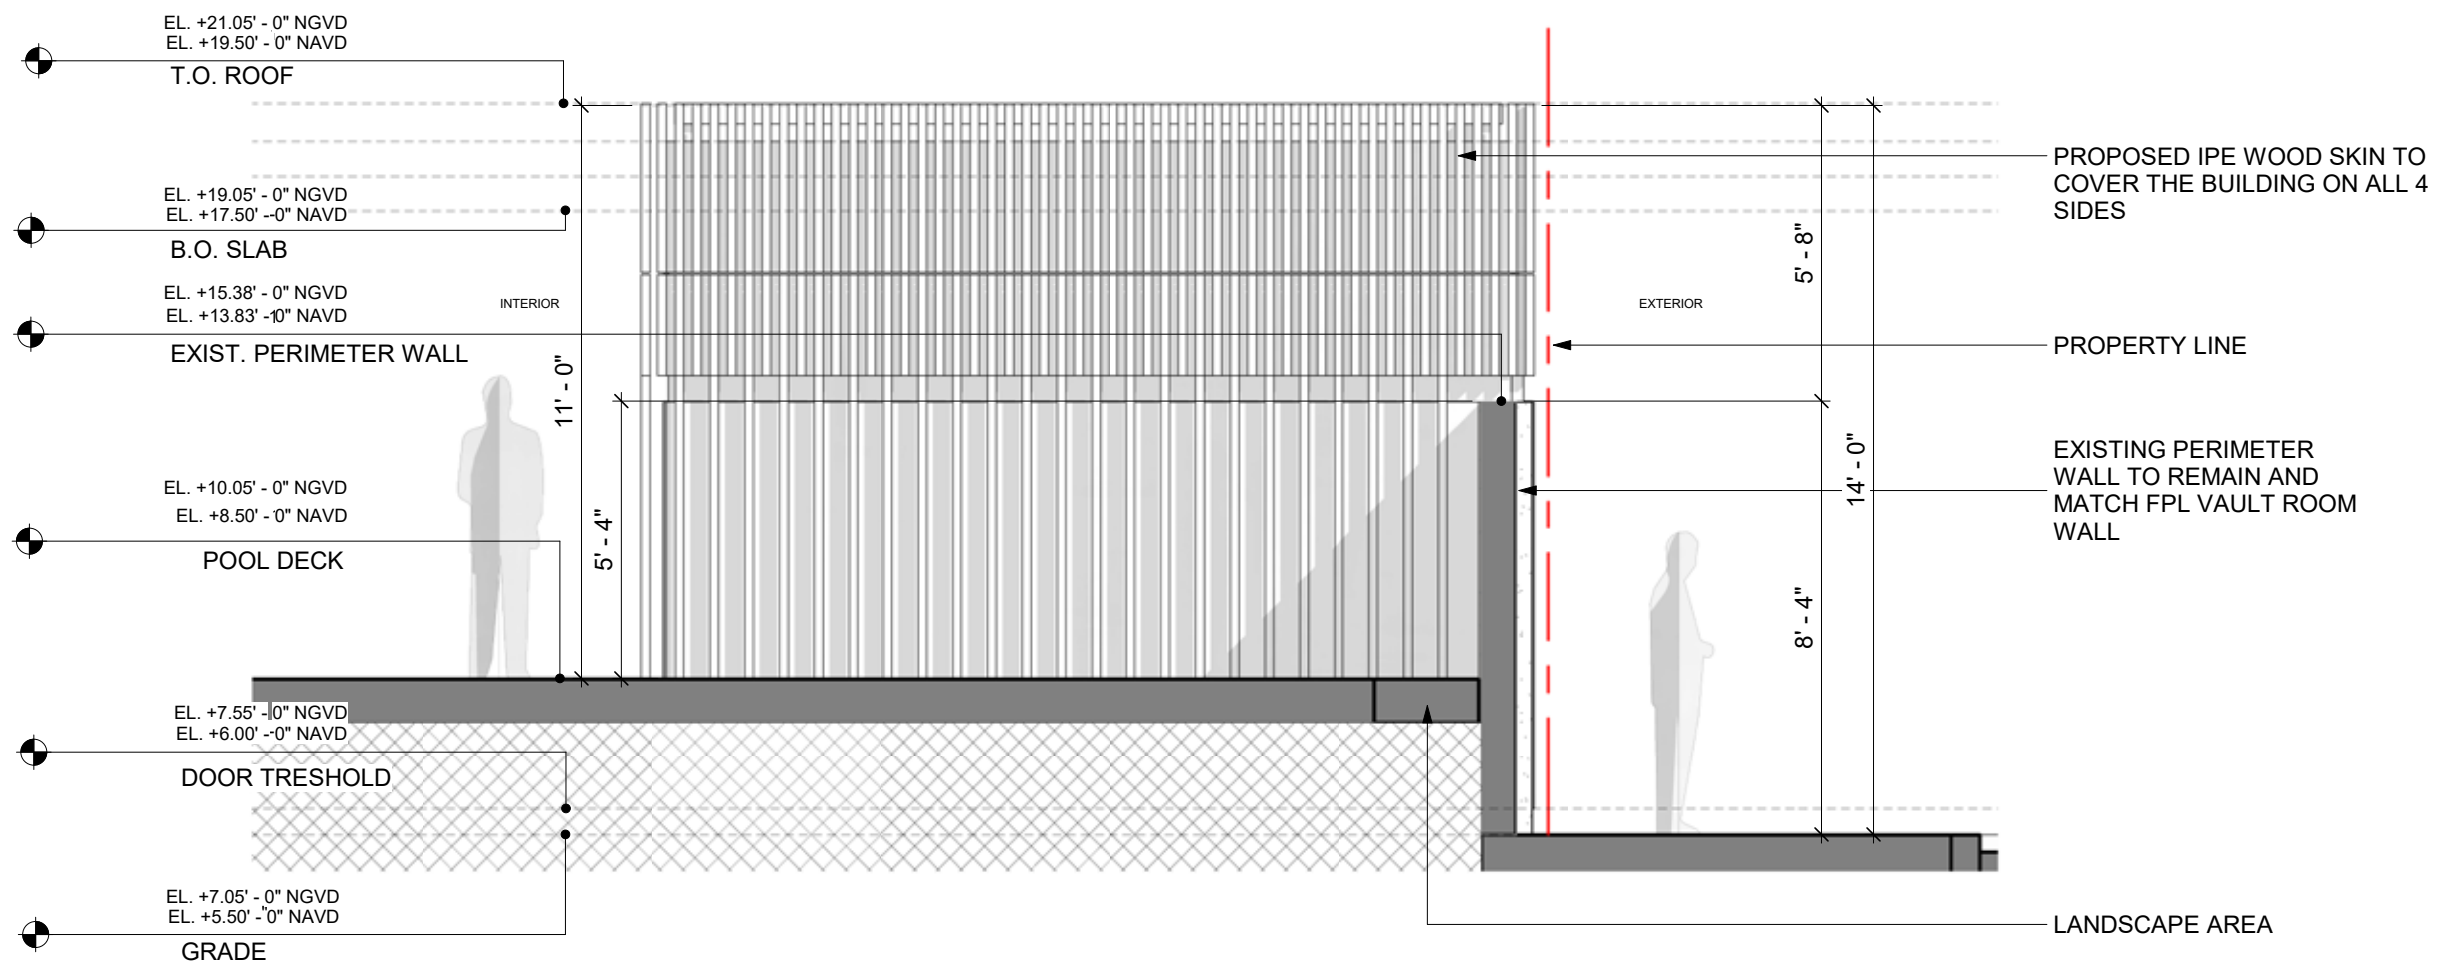 EL. +21.05' - 0" NGVD
EL. +19.50' - 0" NAVD
T.O. ROOF
EL. +19.05' - 0" NGVD
EL. +17.50' - 0" NAVD
B.O. SLAB
EL. +15.38' - 0" NGVD
EL. +13.83' - 10" NAVD
EXIST. PERIMETER WALL
EL. +10.05' - 0" NGVD
EL. +8.50' - 0" NAVD
POOL DECK
EL. +7.55' - 0" NGVD
EL. +6.00' - 0" NAVD
DOOR TRESHOLD
EL. +7.05' - 0" NGVD
EL. +5.50' - 0" NAVD
GRADE
INTERIOR
11' - 0"
5' - 4"
EXTERIOR
5' - 8"
14' - 0"
8' - 4"
PROPOSED IPE WOOD SKIN TO
COVER THE BUILDING ON ALL 4
SIDES
PROPERTY LINE
EXISTING PERIMETER
WALL TO REMAIN AND
MATCH FPL VAULT ROOM
WALL
LANDSCAPE AREA